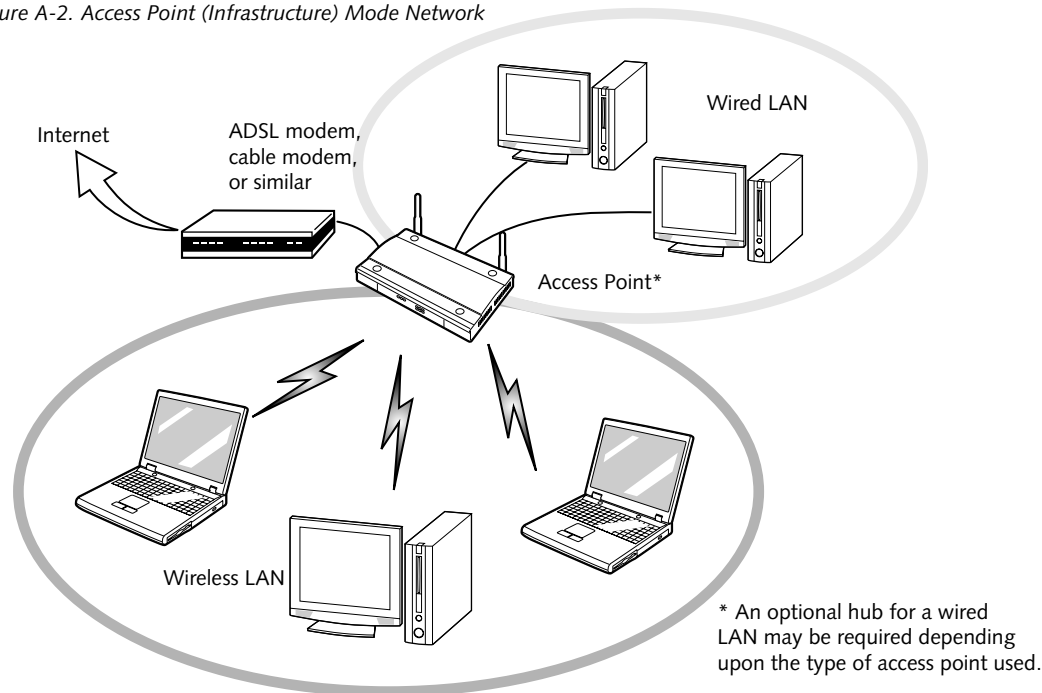 ure A-2. Access Point (Infrastructure) Mode Network
Wired LAN
Internet
ADSL modem,
cable modem,
or similar
Access Point*
Wireless LAN
* An optional hub for a wired
LAN may be required depending
upon the type of access point used.